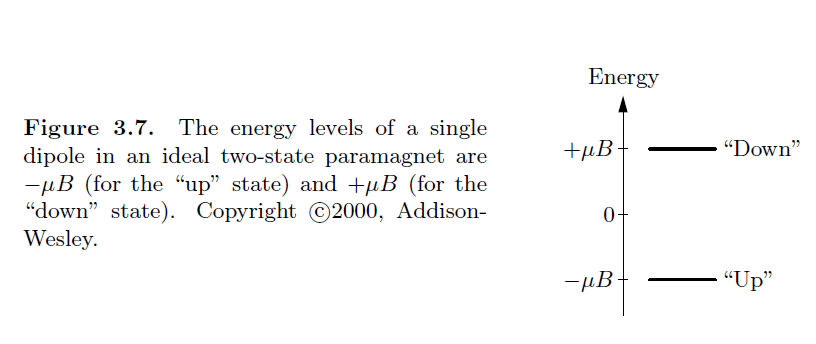 Figure 3.7. The energy levels of a single
dipole in an ideal two-state paramagnet are
−μB (for the “up” state) and +μB (for the
“down” state). Copyright ©2000, Addison-
Wesley.
Energy
+μB
“Down”
0
−μB
“Up”